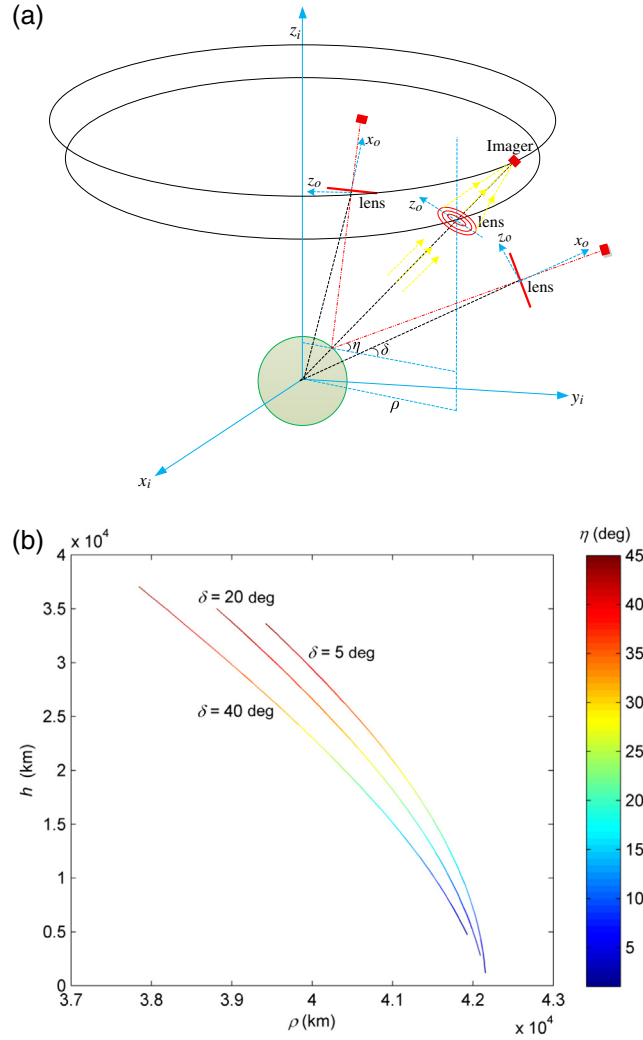 (a)
z_i
Imager
x_o
z_o
lens
z_o
lens
z_o
x_o
lens
η
δ
ρ
y_i
x_i
(b)
x 10^4
η (deg)
4
3.5
3
2.5
2
1.5
1
0.5
0
h (km)
δ = 20 deg
δ = 5 deg
δ = 40 deg
3.7 3.8 3.9 4 4.1 4.2 4.3
ρ (km)
x 10^4
45
40
35
30
25
20
15
10
5